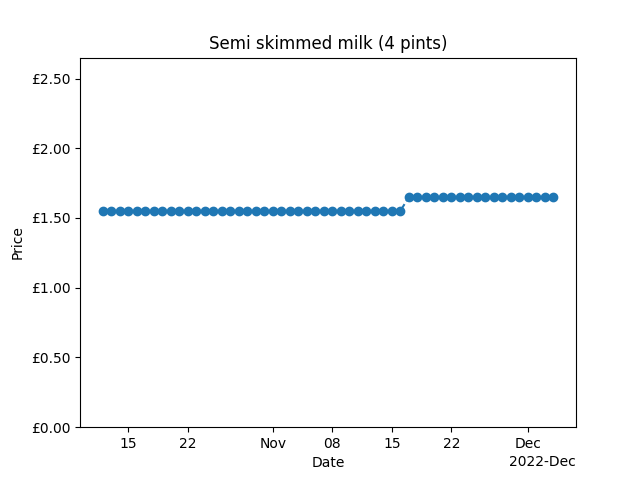 Semi skimmed milk (4 pints)
£2.50
£2.00
£1.50
£1.00
£0.50
£0.00
Price
15 22 Nov 08 15 22 Dec
2022-Dec
Date